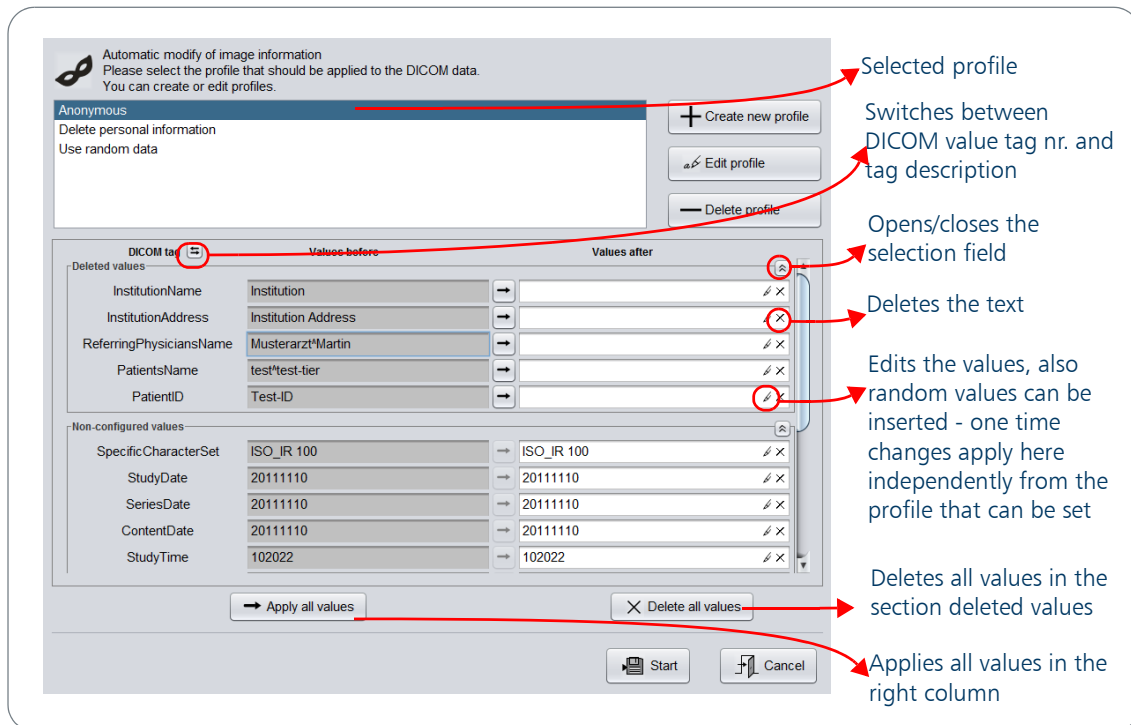 Automatic modify of image information
Please select the profile that should be applied to the DICOM data.
You can create or edit profiles.
Anonymous
Delete personal information
Use random data
Create new profile
Edit profile
Delete profile
DICOM tag Values before Values after
Deleted values
InstitutionName Institution
InstitutionAddress Institution Address
ReferringPhysiciansName Musterarzt^Martin
PatientsName test^test-tier
PatientID Test-ID
Non-configured values
SpecificCharacterSet ISO_IR 100 ISO_IR 100
StudyDate 20111110 20111110
SeriesDate 20111110 20111110
ContentDate 20111110 20111110
StudyTime 102022 102022
Apply all values Delete all values
Start Cancel
Selected profile
Switches between
DICOM value tag nr. and
tag description
Opens/closes the
selection field
Deletes the text
Edits the values, also
random values can be
inserted - one time
changes apply here
independently from the
profile that can be set
Deletes all values in the
section deleted values
Applies all values in the
right column